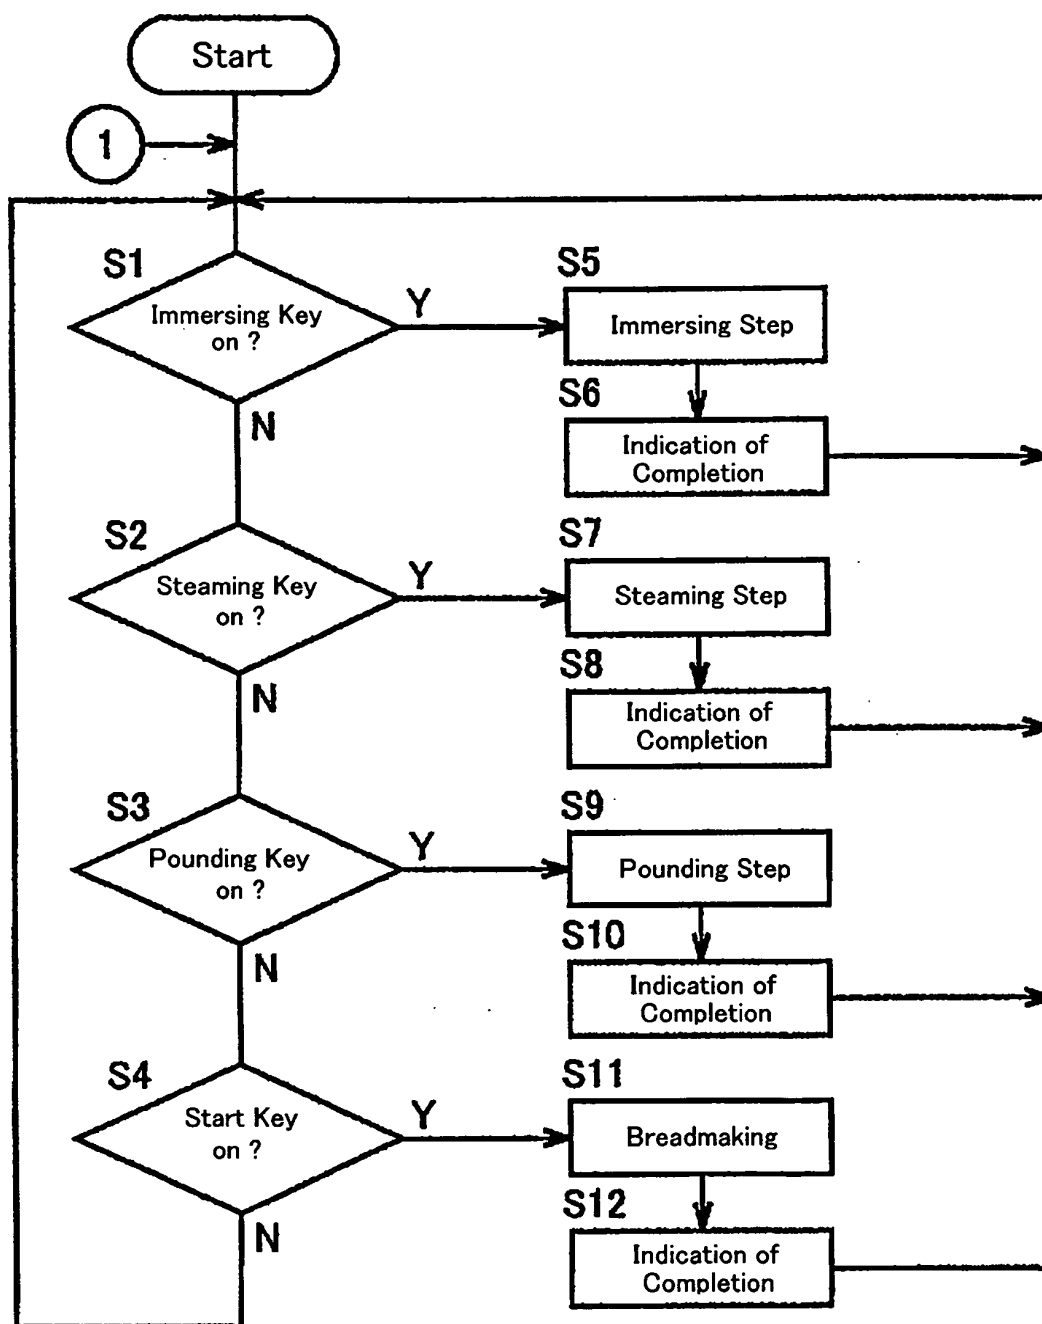 Start
1
S1
Immersing Key
on ?
Y
N
S5
Immersing Step
S6
Indication of
Completion
S2
Steaming Key
on ?
Y
N
S7
Steaming Step
S8
Indication of
Completion
S3
Pounding Key
on ?
Y
N
S9
Pounding Step
S10
Indication of
Completion
S4
Start Key
on ?
Y
N
S11
Breadmaking
S12
Indication of
Completion